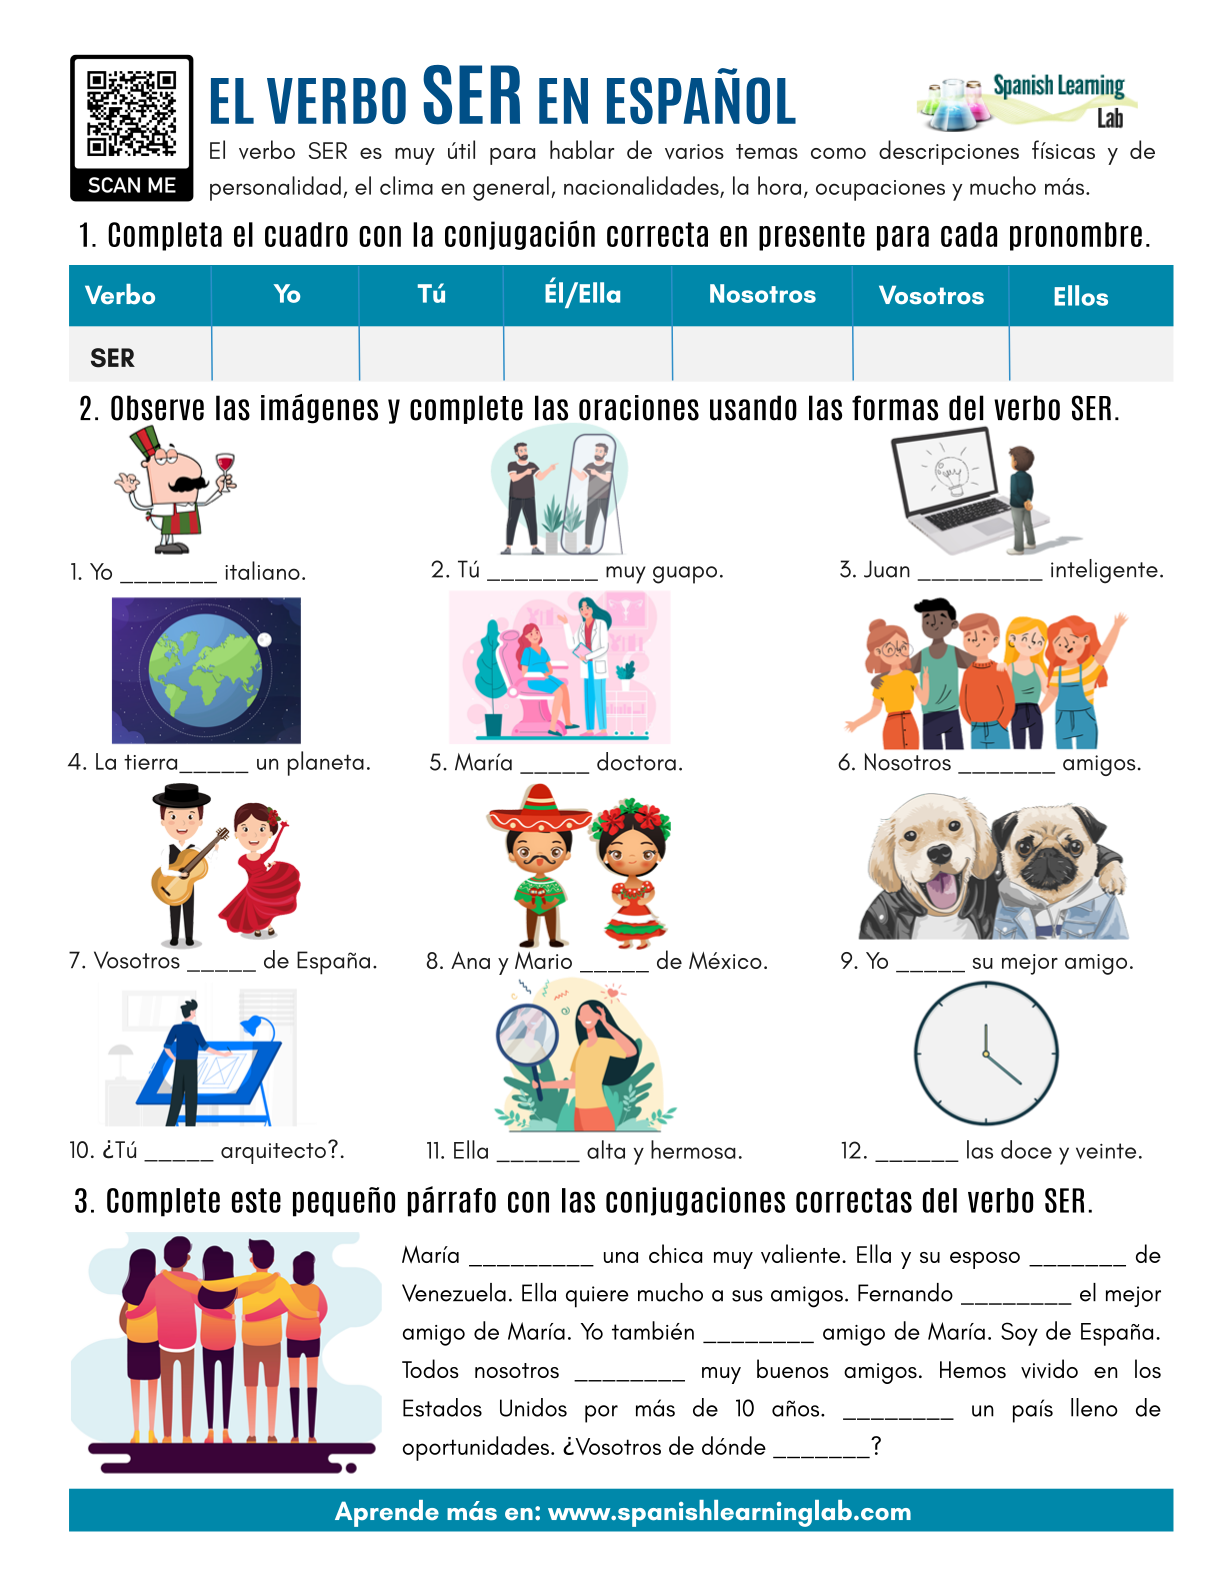 SCAN ME
EL VERBO SER EN ESPAÑOL
Spanish Learning
Lab
El verbo SER es muy útil para hablar de varios temas como descripciones físicas y de
personalidad, el clima en general, nacionalidades, la hora, ocupaciones y mucho más.
1. Completa el cuadro con la conjugación correcta en presente para cada pronombre.
Verbo Yo Tú Él/Ella Nosotros Vosotros Ellos
SER
2. Observe las imágenes y complete las oraciones usando las formas del verbo SER.
1. Yo _______ italiano. 2. Tú ________ muy guapo. 3. Juan _________ inteligente.
4. La tierra_____ un planeta. 5. María _____ doctora. 6. Nosotros _______ amigos.
7. Vosotros _____ de España. 8. Ana y Mario _____ de México. 9. Yo _____ su mejor amigo.
10. ¿Tú _____ arquitecto?. 11. Ella ______ alta y hermosa. 12. ______ las doce y veinte.
3. Complete este pequeño párrafo con las conjugaciones correctas del verbo SER.
María _________ una chica muy valiente. Ella y su esposo _______ de
Venezuela. Ella quiere mucho a sus amigos. Fernando ________ el mejor
amigo de María. Yo también ________ amigo de María. Soy de España.
Todos nosotros ________ muy buenos amigos. Hemos vivido en los
Estados Unidos por más de 10 años. ________ un país lleno de
oportunidades. ¿Vosotros de dónde _______?
Aprende más en: www.spanishlearninglab.com